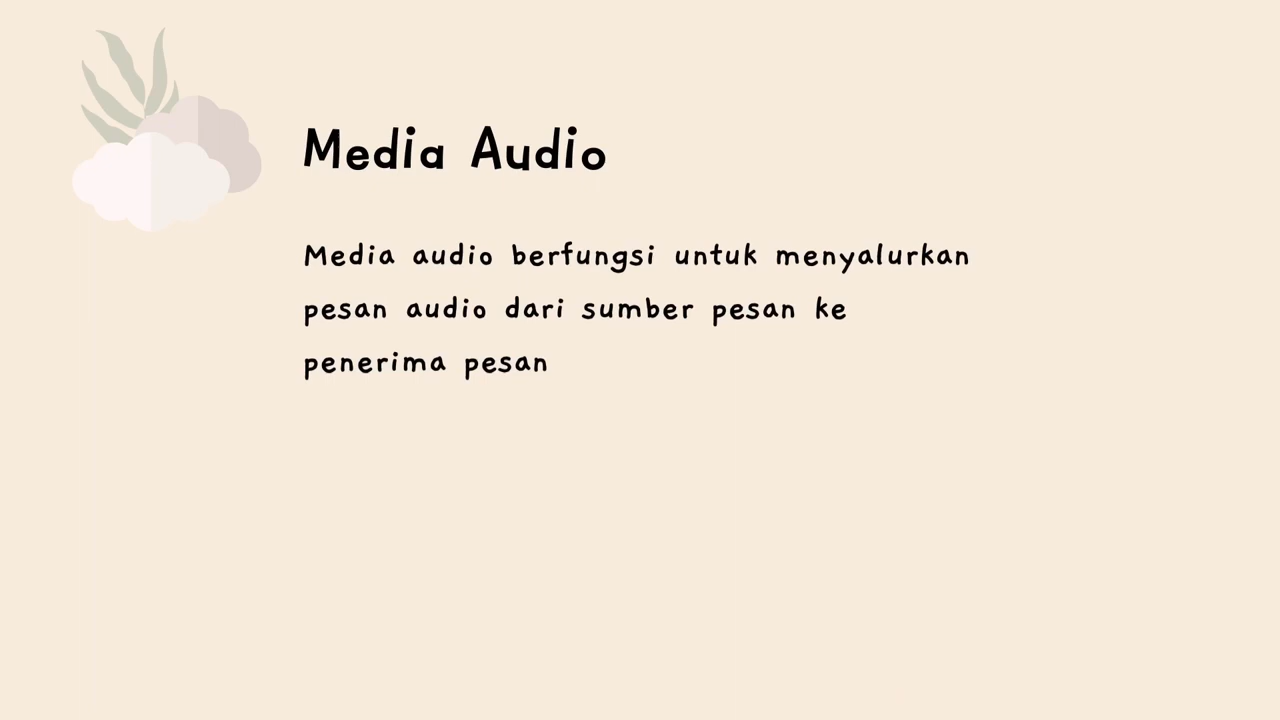 Media Audio
Media audio berfungsi untuk menyalurkan
pesan audio dari sumber pesan ke
penerima pesan